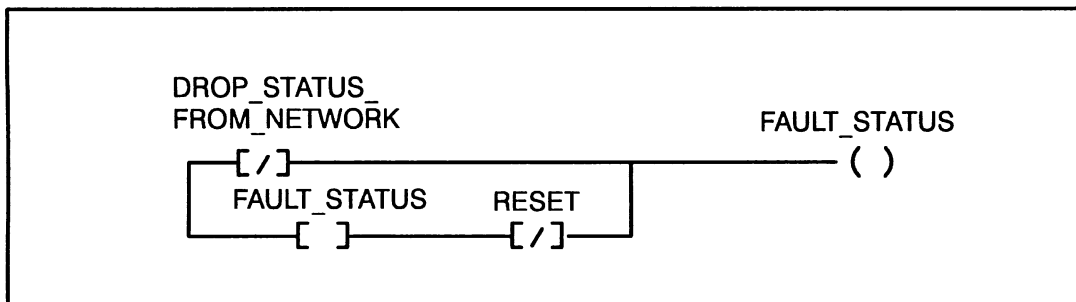 DROP_STATUS_
FROM_NETWORK
FAULT_STATUS
[/]
( )
FAULT_STATUS
RESET
[ ]
[/]